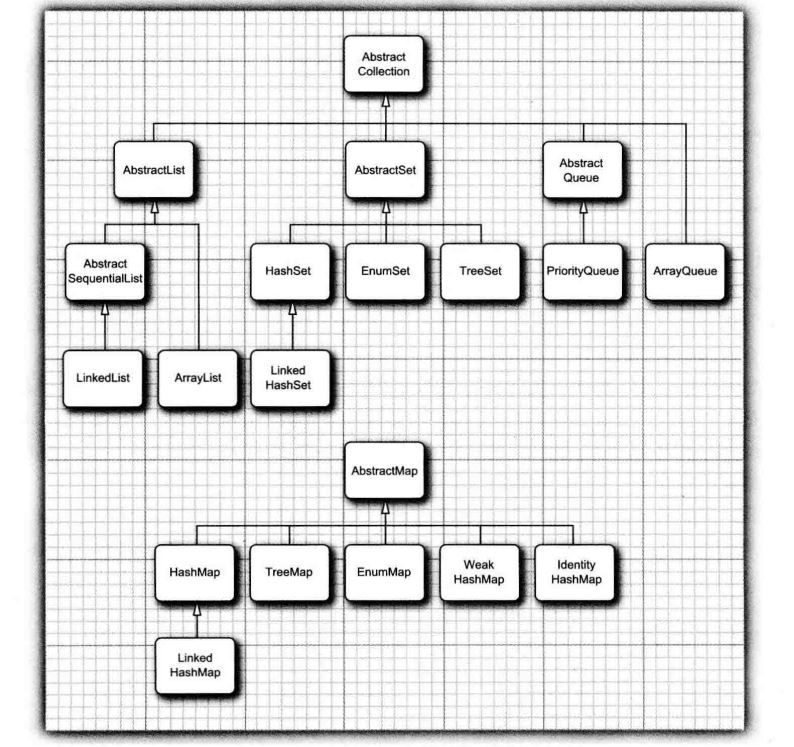 Abstract
Collection
AbstractList
AbstractSet
Abstract
Queue
Abstract
SequentialList
HashSet
EnumSet
TreeSet
PriorityQueue
ArrayQueue
LinkedList
ArrayList
Linked
HashSet
AbstractMap
HashMap
TreeMap
EnumMap
Weak
HashMap
Identity
HashMap
Linked
HashMap